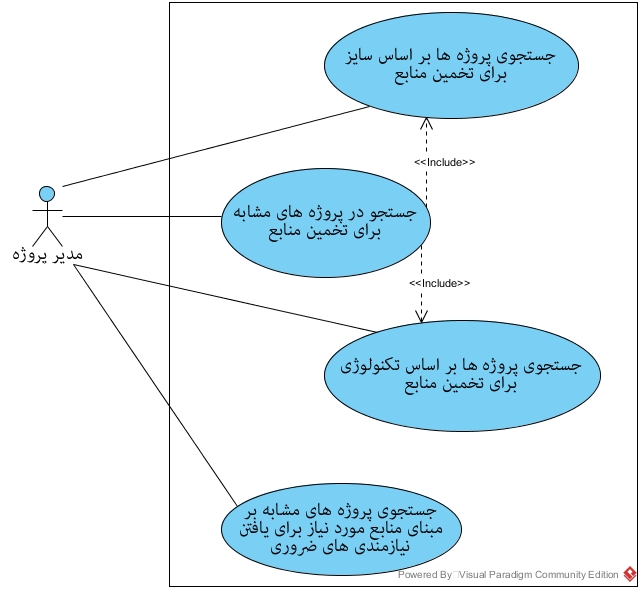 جستجوی پروژه ها بر اساس سایز
برای تخمین منابع
<<Include>>
جستجو در پروژه های مشابه
برای تخمین منابع
مدیر پروژه
<<Include>>
جستجوی پروژه ها بر اساس تکنولوژی
برای تخمین منابع
جستجوی پروژه های مشابه بر
مبنای منابع مورد نیاز برای یافتن
نیازمندی های ضروری
Powered By Visual Paradigm Community Edition